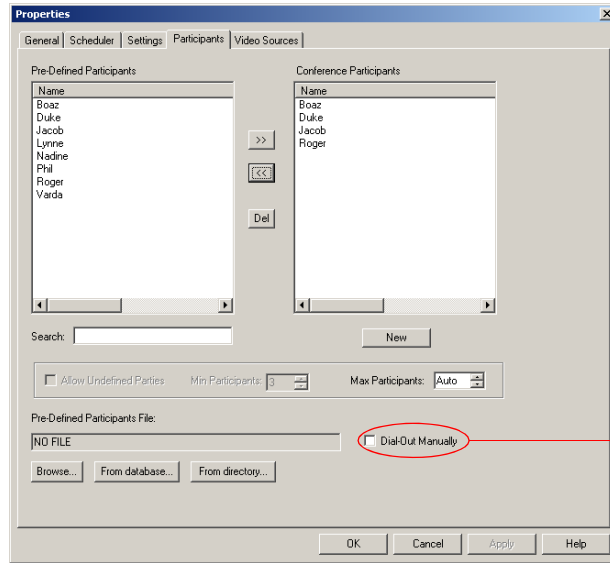 Properties
General Scheduler Settings Participants Video Sources
Pre-Defined Participants
Name
Boaz
Duke
Jacob
Lynne
Nadine
Phil
Roger
Varda
>>
<<
Del
Conference Participants
Name
Boaz
Duke
Jacob
Roger
Search:
New
Allow Undefined Parties Min Participants: 3 Max Participants: Auto
Pre-Defined Participants File:
NO FILE
Dial-Out Manually
Browse... From database... From directory...
OK Cancel Apply Help